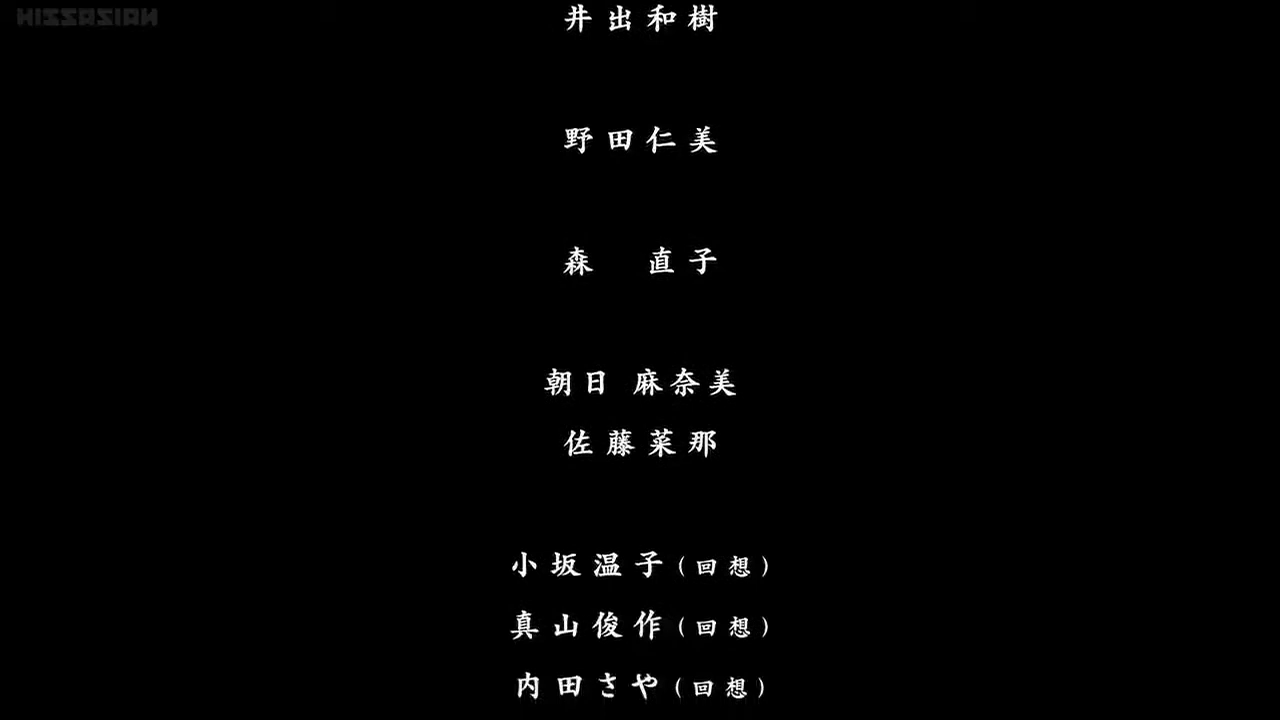 KISSASIAN
井出和樹
野田仁美
森　直子
朝日 麻奈美
佐藤菜那
小坂温子(回想)
真山俊作(回想)
内田さや(回想)